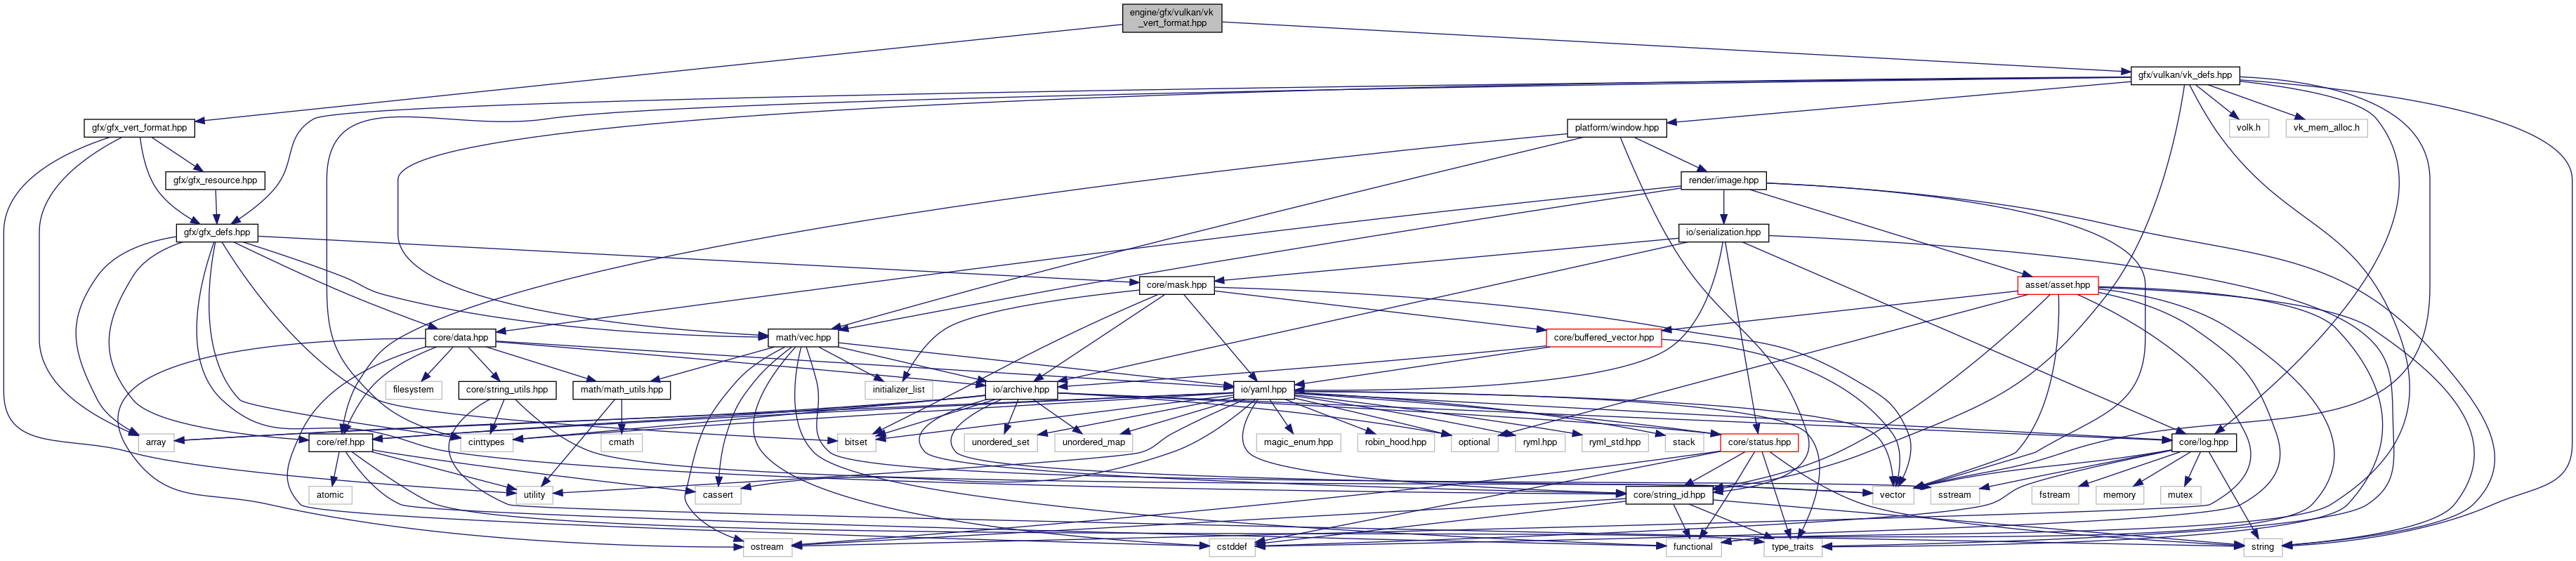 engine/gfx/vulkan/vk
_vert_format.hpp
gfx/vulkan/vk_defs.hpp
gfx/gfx_vert_format.hpp
platform/window.hpp
volk.h
vk_mem_alloc.h
gfx/gfx_resource.hpp
render/image.hpp
gfx/gfx_defs.hpp
io/serialization.hpp
core/mask.hpp
asset/asset.hpp
core/data.hpp
math/vec.hpp
core/buffered_vector.hpp
filesystem
core/string_utils.hpp
math/math_utils.hpp
initializer_list
io/archive.hpp
io/yaml.hpp
array
core/ref.hpp
cinttypes
cmath
bitset
unordered_set
unordered_map
magic_enum.hpp
robin_hood.hpp
optional
ryml.hpp
ryml_std.hpp
stack
core/status.hpp
core/log.hpp
atomic
utility
cassert
core/string_id.hpp
vector
sstream
fstream
memory
mutex
ostream
cstddef
functional
type_traits
string